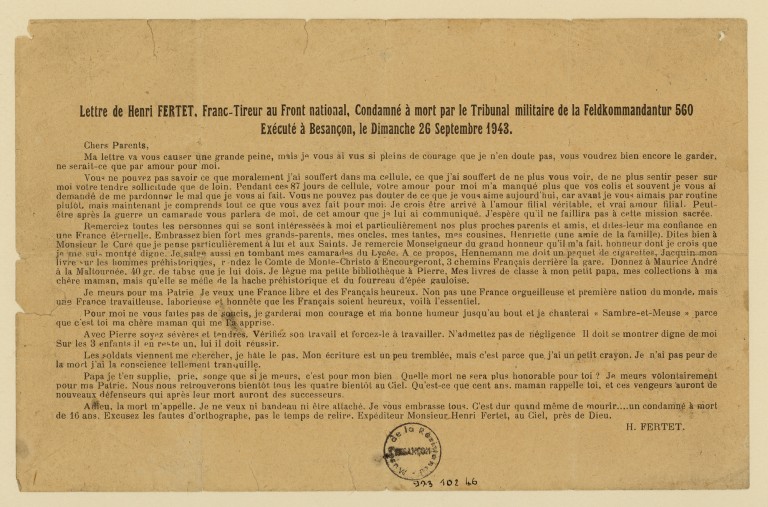 Lettre de Henri FERTET. Franc-Tireur au Front national, Condamné à mort par le Tribunal militaire de la Feldkommandantur 560
Exécuté à Besançon, le Dimanche 26 Septembre 1943.
Chers Parents,
Ma lettre va vous causer une grande peine, mais je vous ai vus si pleins de courage que je n'en doute pas, vous voudrez bien encore le garder,
ne serait-ce que par amour pour moi.
Vous ne pouvez pas savoir ce que moralement j'ai souffert dans ma cellule, ce que j'ai souffert de ne plus vous voir, de ne plus sentir peser sur
moi votre tendre sollicitude que de loin. Pendant ces 87 jours de cellule, votre amour pour moi m'a manqué plus que vos colis et souvent je vous ai
demandé de me pardonner le mal que je vous ai fait. Vous ne pouvez pas douter de ce que je vous aime aujourd'hui, car avant je vous aimais par routine
plutôt, mais maintenant je comprends tout ce que vous avez fait pour moi. Je crois être arrivé à l'amour filial véritable, et vrai amour filial. Peut-
être après la guerre un camarade vous parlera de moi, de cet amour que je lui ai communiqué. J'espère qu'il ne faillira pas à cette mission sacrée.
Remerciez toutes les personnes qui se sont intéressées à moi et particulièrement nos plus proches parents et amis, et dites-leur ma confiance en
une France éternelle. Embrassez bien fort mes grands-parents, mes oncles, mes tantes, mes cousines, Henriette (une amie de la famille). Dites bien à
Monsieur le Curé que je pense particulièrement à lui et aux Saints. Je remercie Monseigneur du grand honneur qu'il m'a fait. honneur dont je crois que
je me suis montré digne. Je salue aussi en tombant mes camarades du Lycée. A ce propos, Hennemann me doit un paquet de cigarettes, Jacquin mon
livre sur les hommes préhistoriques, r ndez le Comte de Monte-Christo à Encourgeront, 3 chemins Français derrière la gare. Donnez à Maurice André
à la Maltournée, 40 gr. de tabac que je lui dois. Je lègue ma petite bibliothèque à Pierre, Mes livres de classe à mon petit papa, mes collections à ma
chère maman, mais qu'elle se méfie de la hache préhistorique et du fourreau d'épée gauloise.
Je meurs pour ma Patrie. Je veux une France libre et des Français heureux. Non pas une France orgueilleuse et première nation du monde, mais
une France travailleuse. laborieuse et honnête que les Français soient heureux, voilà l'essentiel.
Pour moi ne vous faites pas de soucis, je garderai mon courage et ma bonne humeur jusqu'au bout et je chanterai « Sambre-et-Meuse » parce
que c'est toi ma chère maman qui me l'a apprise.
Avec Pierre soyez sévères et tendres. Vérifiez son travail et forcez-le à travailler. N'admettez pas de négligence Il doit se montrer digne de moi
Sur les 3 enfants il en reste un, lui il doit réussir.
Les soldats viennent me chercher, je hâte le pas. Mon écriture est un peu tremblée, mais c'est parce que j'ai un petit crayon. Je n'ai pas peur de
la mort j'ai la conscience tellement tranquille.
Papa je t'en supplie, prie, songe que si je meurs, c'est pour mon bien Quelle mort ne sera plus honorable pour toi ? Je meurs volontairement
pour ma Patrie. Nous nous retrouverons bientôt tous les quatre bientôt au Ciel. Qu'est-ce que cent ans. maman rappelle toi, et ces vengeurs auront de
nouveaux défenseurs qui après leur mort auront des successeurs.
Adieu, la mort m'appelle. Je ne veux ni bandeau ni être attaché. Je vous embrasse tous. C'est dur quand même de mourir....un condamné à mort
de 16 ans. Excusez les fautes d'orthographe, pas le temps de relire. Expéditeur Monsieur Henri Fertet, au Ciel, près de Dieu.
H. FERTET.
Musée de la Résistance
BESANÇON
993 102 46